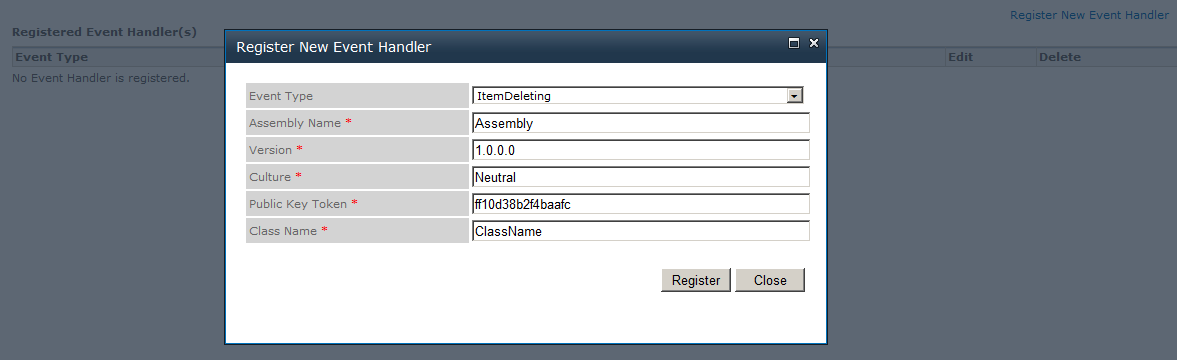 Register New Event Handler
Registered Event Handler(s)
Event Type Edit Delete
No Event Handler is registered.
Register New Event Handler
Event Type ItemDeleting
Assembly Name * Assembly
Version * 1.0.0.0
Culture * Neutral
Public Key Token * ff10d38b2f4baafc
Class Name * ClassName
Register Close